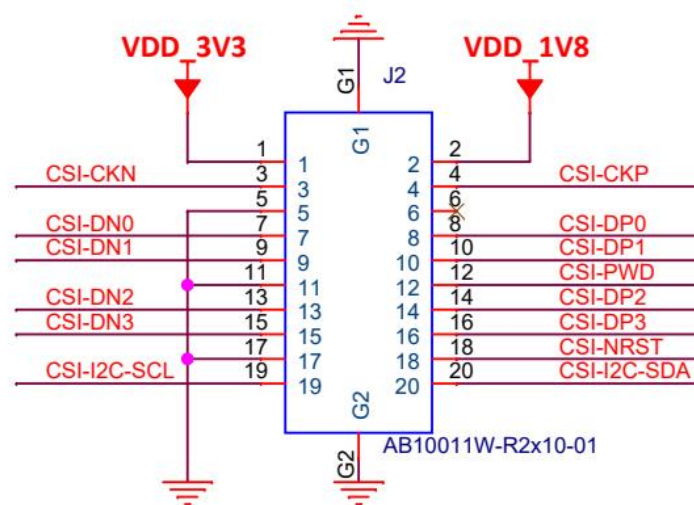 VDD_3V3
VDD_1V8
G1
J2
G1
1 1 2 2
CSI-CKN 3 3 4 4 CSI-CKP
5 5 6 6
CSI-DN0 7 7 8 8 CSI-DP0
CSI-DN1 9 9 10 10 CSI-DP1
11 11 12 12 CSI-PWD
CSI-DN2 13 13 14 14 CSI-DP2
CSI-DN3 15 15 16 16 CSI-DP3
17 17 18 18 CSI-NRST
CSI-I2C-SCL 19 19 20 20 CSI-I2C-SDA
G2
G2
AB10011W-R2x10-01